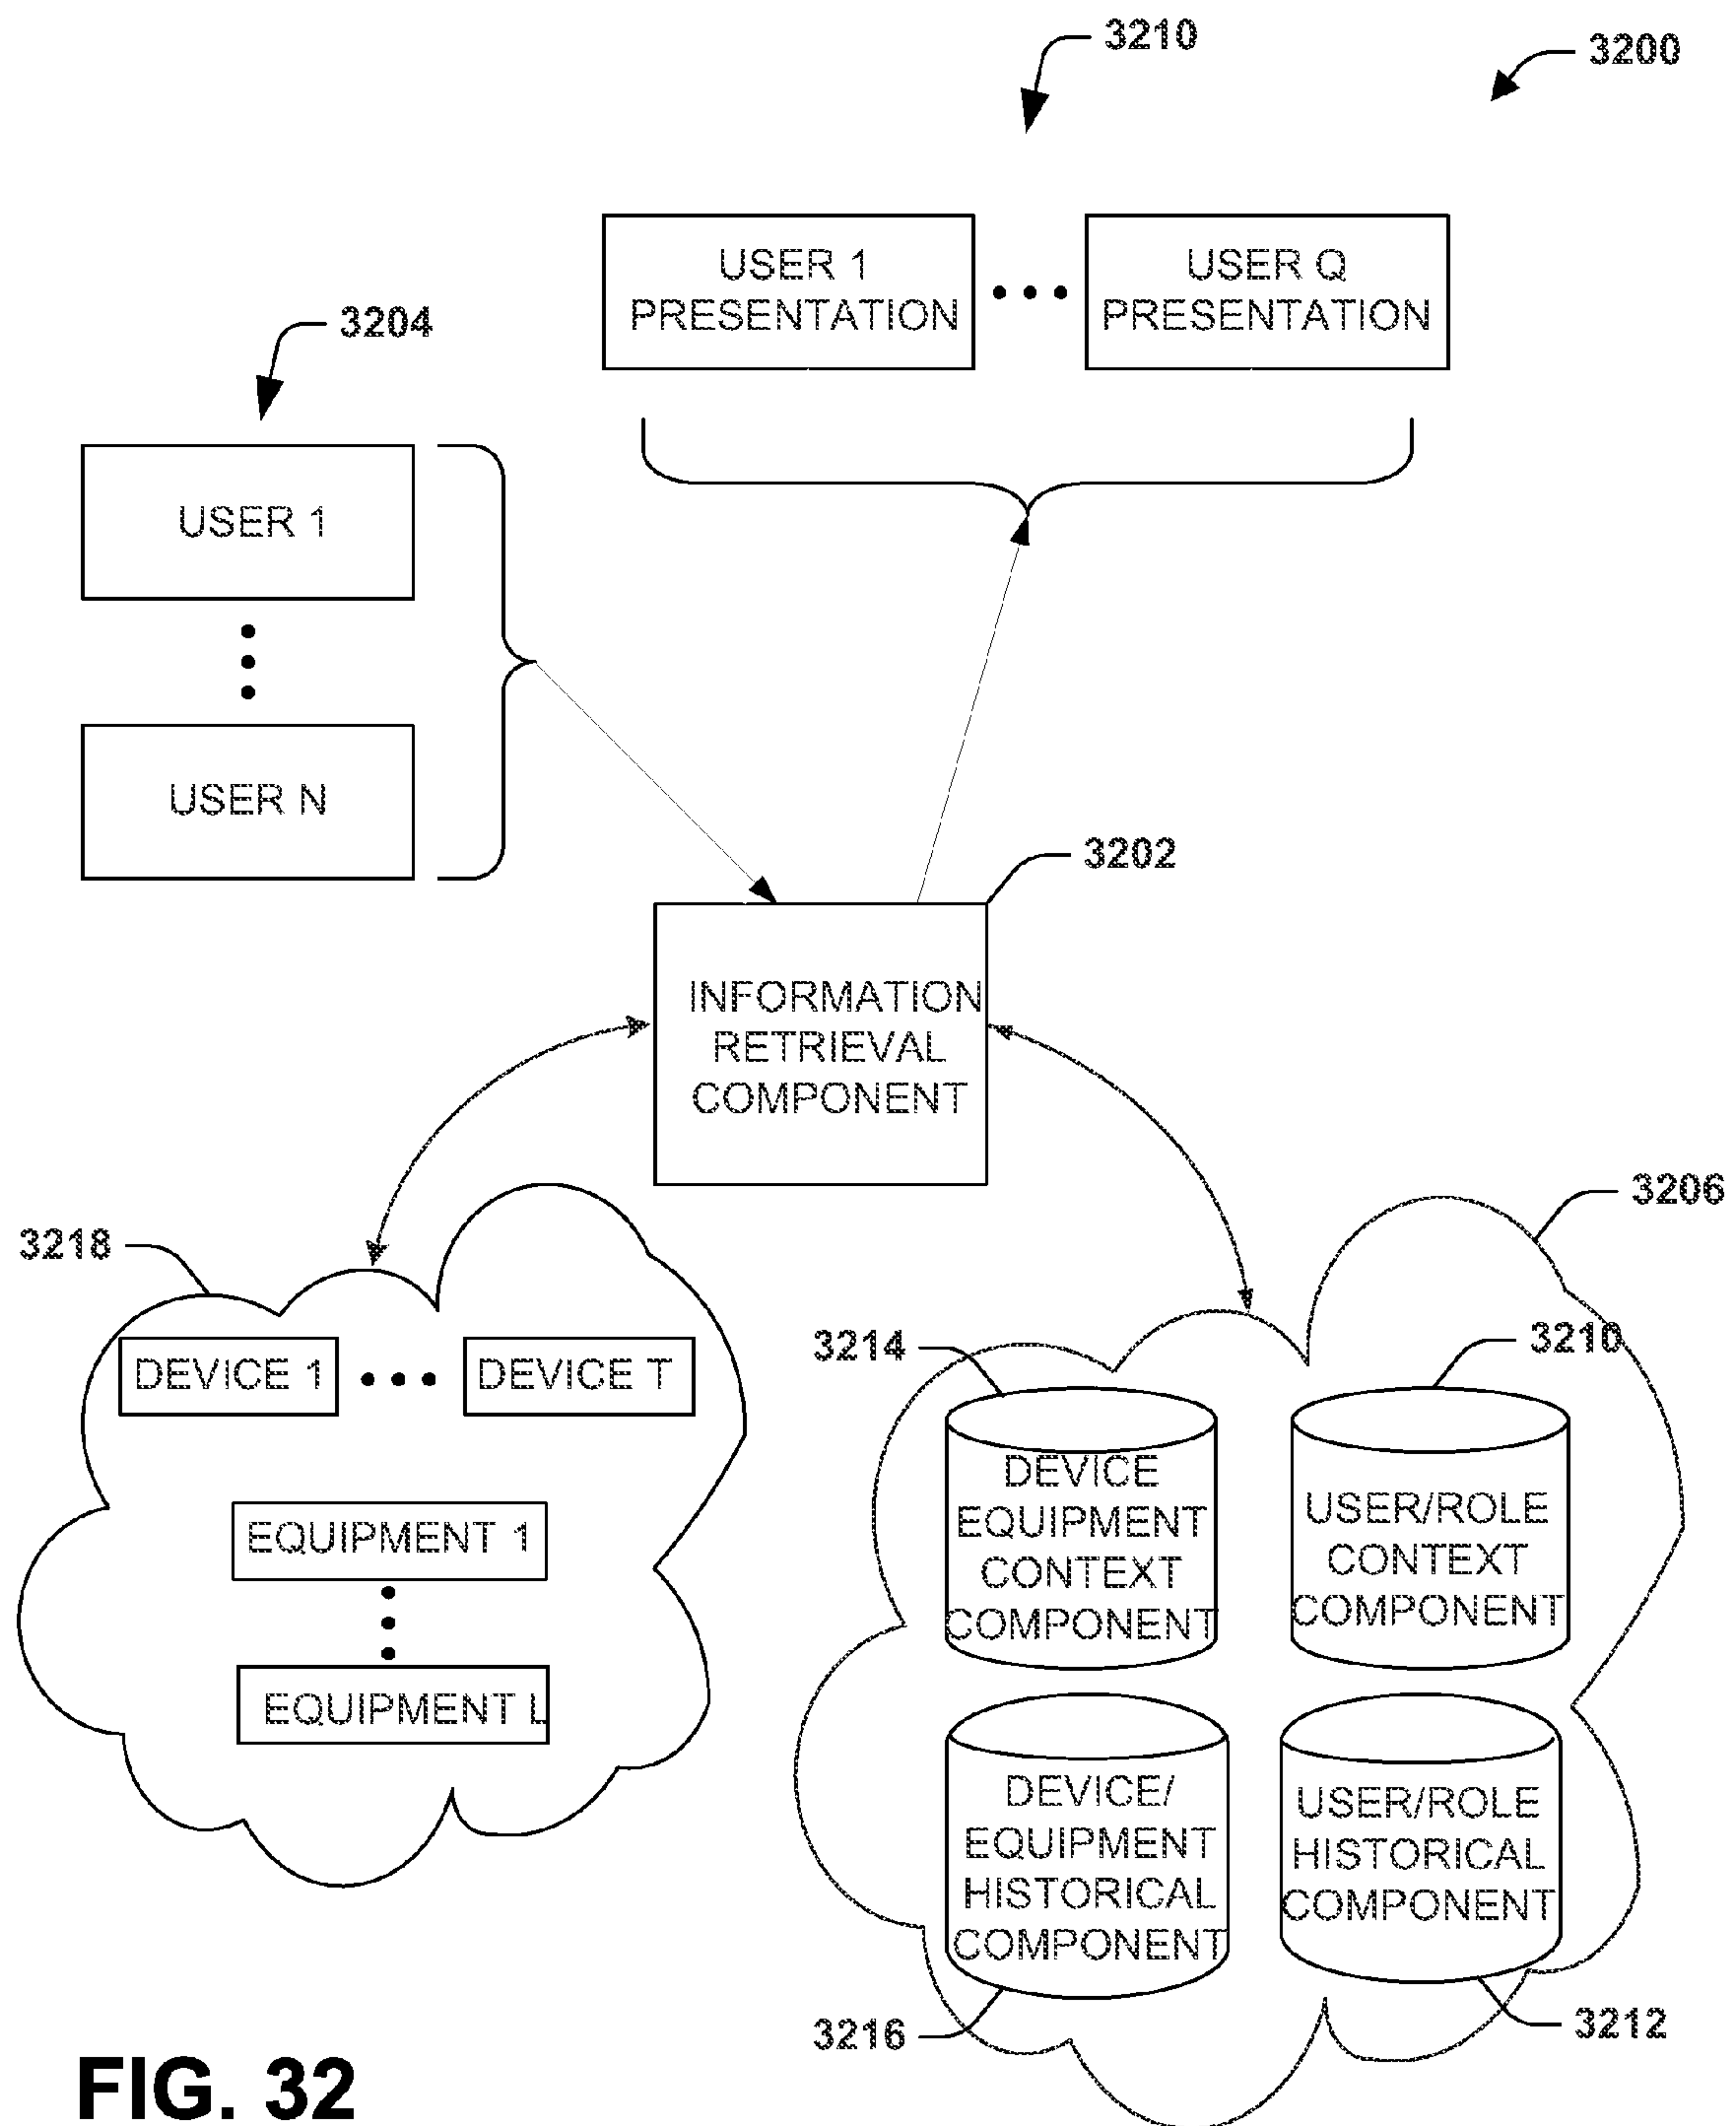 3210
3200
USER 1
PRESENTATION
USER Q
PRESENTATION
3204
USER 1
USER N
3202
INFORMATION
RETRIEVAL
COMPONENT
3206
3218
DEVICE 1
DEVICE T
EQUIPMENT 1
EQUIPMENT L
3214
3210
DEVICE
EQUIPMENT
CONTEXT
COMPONENT
USER/ROLE
CONTEXT
COMPONENT
DEVICE/
EQUIPMENT
HISTORICAL
COMPONENT
USER/ROLE
HISTORICAL
COMPONENT
3216
3212
FIG. 32